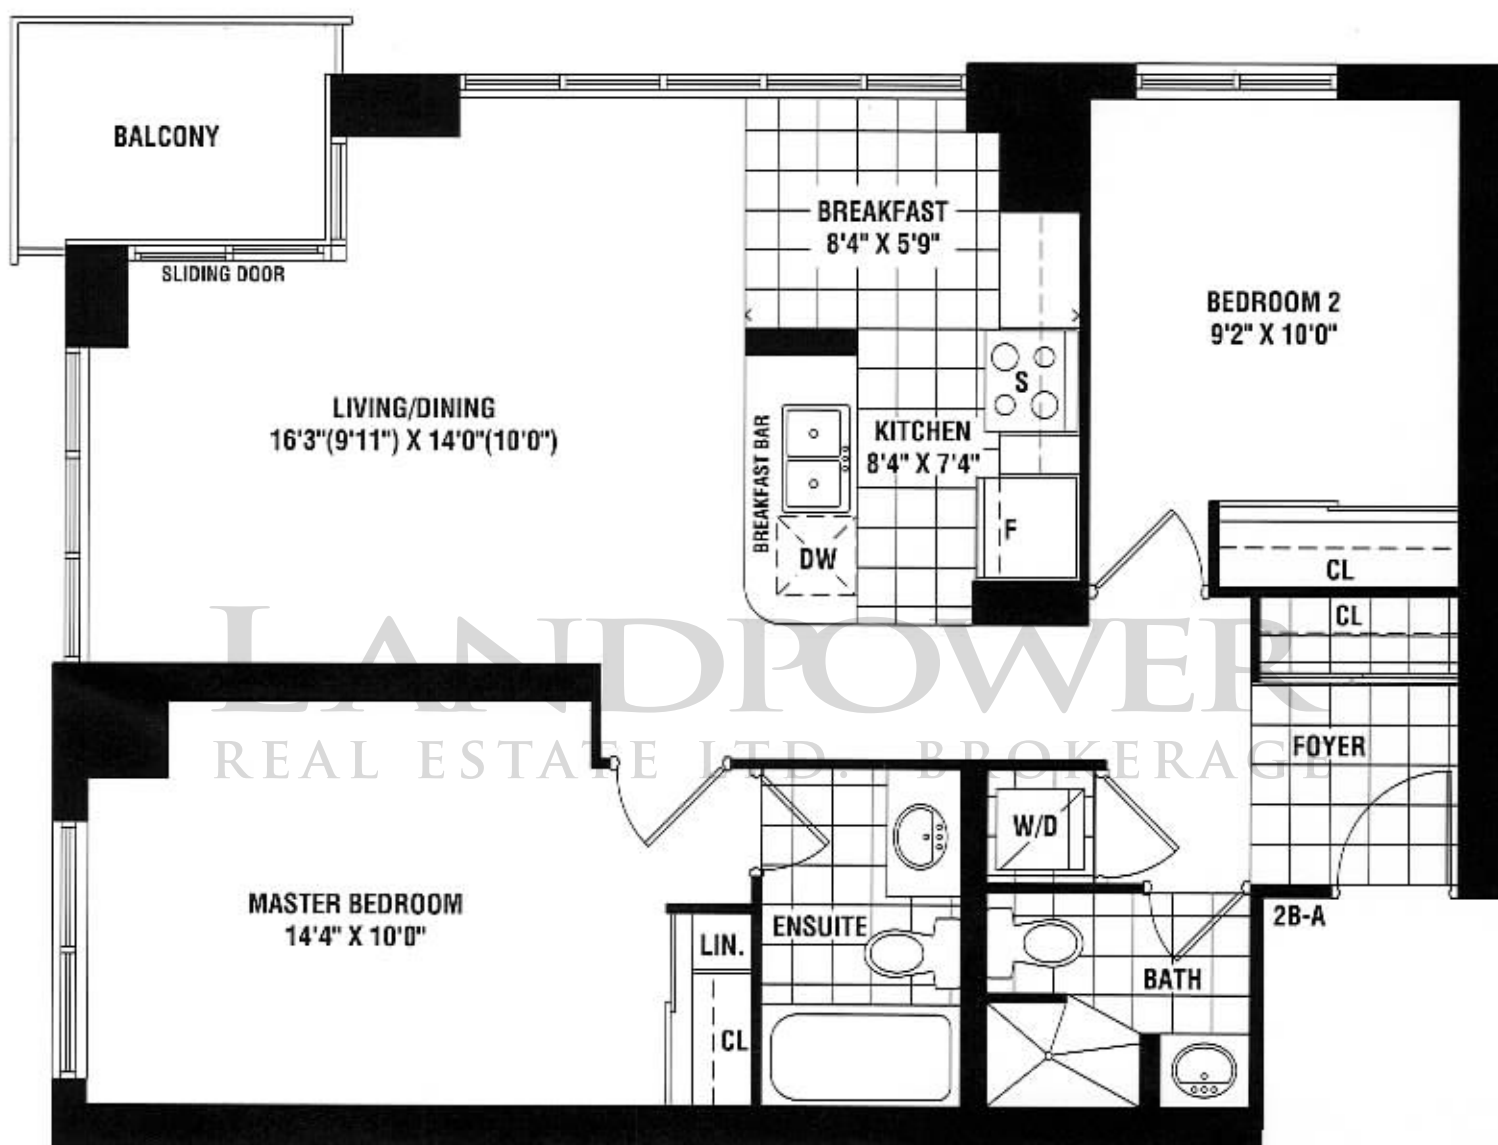 BALCONY
SLIDING DOOR
BREAKFAST
8'4" X 5'9"
BEDROOM 2
9'2" X 10'0"
LIVING/DINING
16'3"(9'11") X 14'0"(10'0")
BREAKFAST BAR
KITCHEN
8'4" X 7'4"
S
F
DW
CL
CL
LANDPOWER
REAL ESTATE LTD. BROKERAGE
FOYER
W/D
MASTER BEDROOM
14'4" X 10'0"
LIN.
CL
ENSUITE
BATH
2B-A